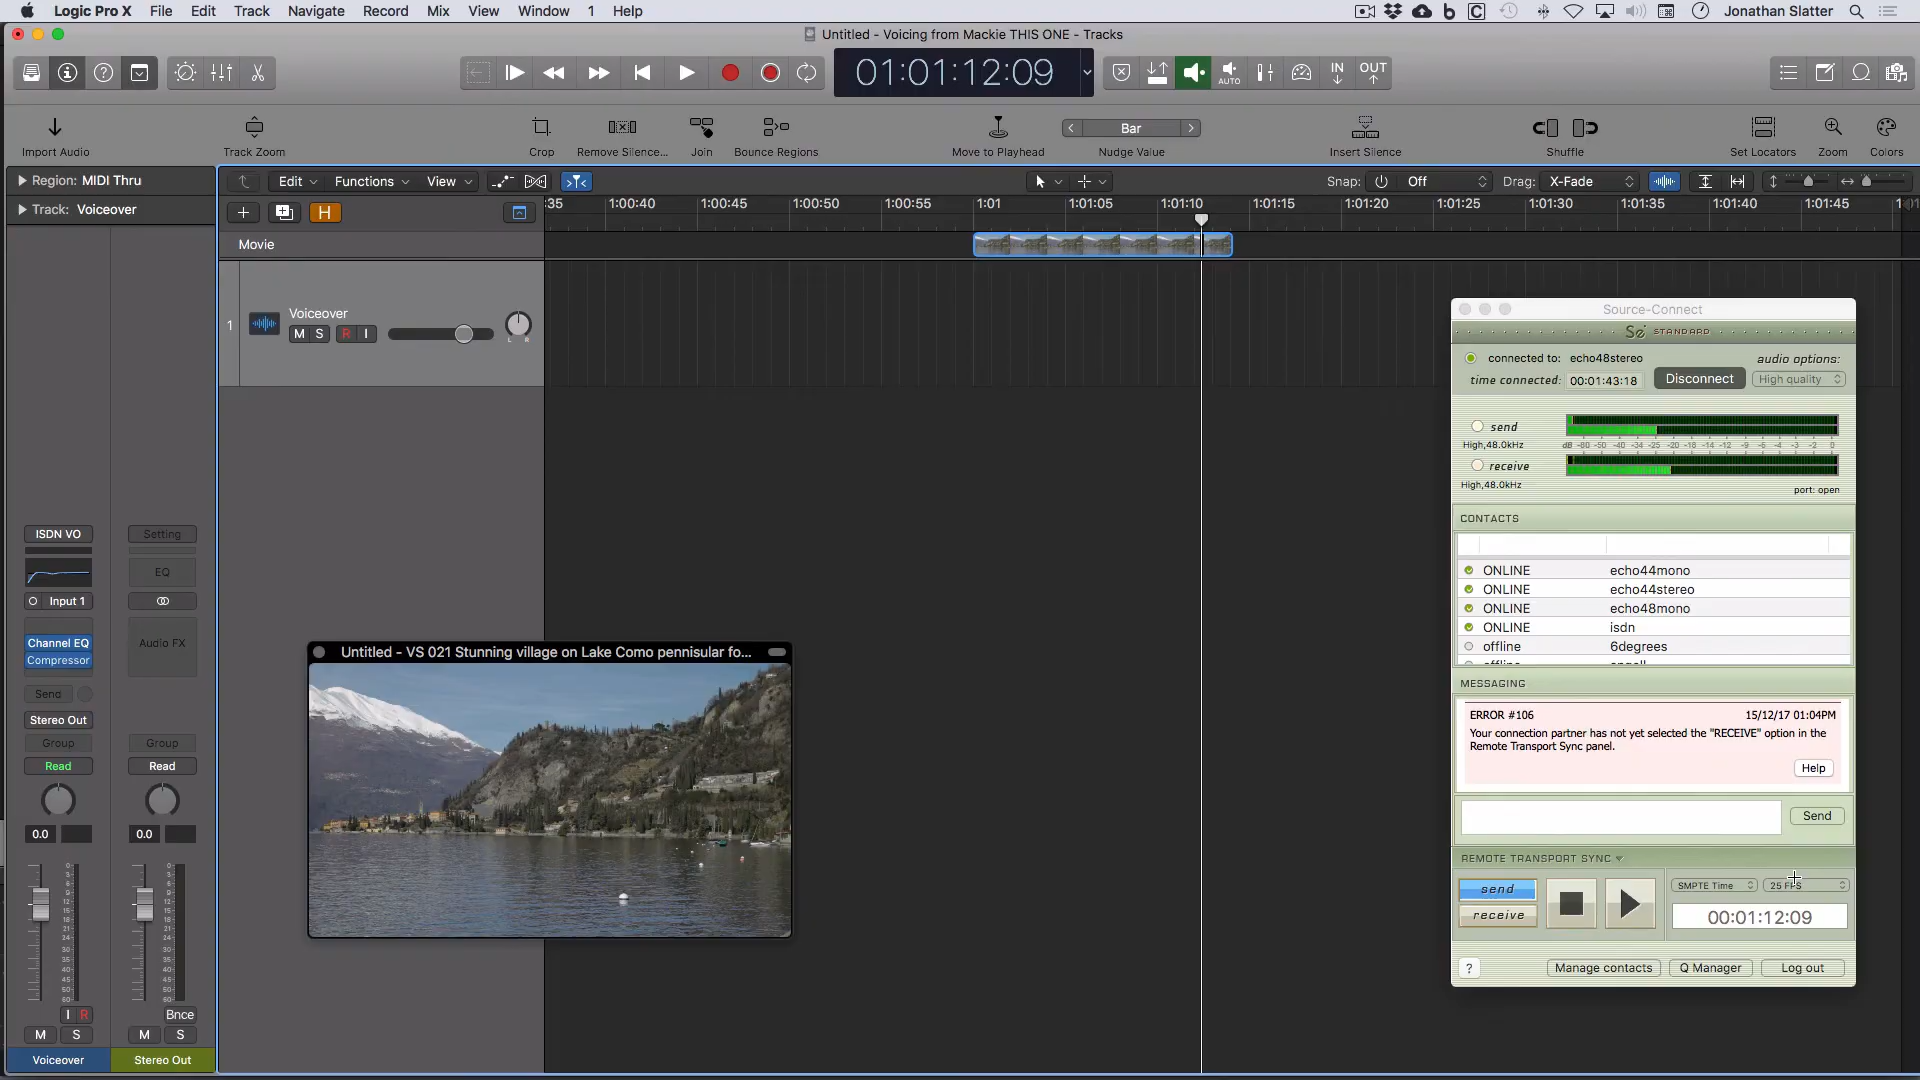 Logic Pro X File Edit Track Navigate Record Mix View Window 1 Help
Jonathan Slatter
Untitled - Voicing from Mackie THIS ONE - Tracks
01:01:12:09
AUTO
IN
OUT
Import Audio
Track Zoom
Crop
Remove Silence...
Join
Bounce Regions
Move to Playhead
Bar
Nudge Value
Insert Silence
Shuffle
Set Locators
Zoom
Colors
Region: MIDI Thru
Track: Voiceover
Edit
Functions
View
Snap: Off
Drag: X-Fade
H
:35 1:00:40 1:00:45 1:00:50 1:00:55 1:01 1:01:05 1:01:10 1:01:20 1:01:15 1:01:25 1:01:30 1:01:35 1:01:40 1:01:45
Movie
1
Voiceover
M S R I
L R
ISDN VO
Setting
EQ
Input 1
Channel EQ
Compressor
Audio FX
Send
Stereo Out
Group
Group
Read
Read
0.0
0.0
I R
Bnce
M S
M S
Voiceover
Stereo Out
Untitled - VS 021 Stunning village on Lake Como pennisular fo...
Source-Connect
STANDARD
connected to: echo48stereo
audio options:
time connected: 00:01:43:18
Disconnect
High quality
send
High,48.0kHz
receive
High,48.0kHz
port: open
CONTACTS
ONLINE echo44mono
ONLINE echo44stereo
ONLINE echo48mono
ONLINE isdn
offline 6degrees
MESSAGING
ERROR #106 15/12/17 01:04PM
Your connection partner has not yet selected the "RECEIVE" option in the
Remote Transport Sync panel.
Help
Send
REMOTE TRANSPORT SYNC
send
receive
SMPTE Time
25 FPS
00:01:12:09
?
Manage contacts
Q Manager
Log out